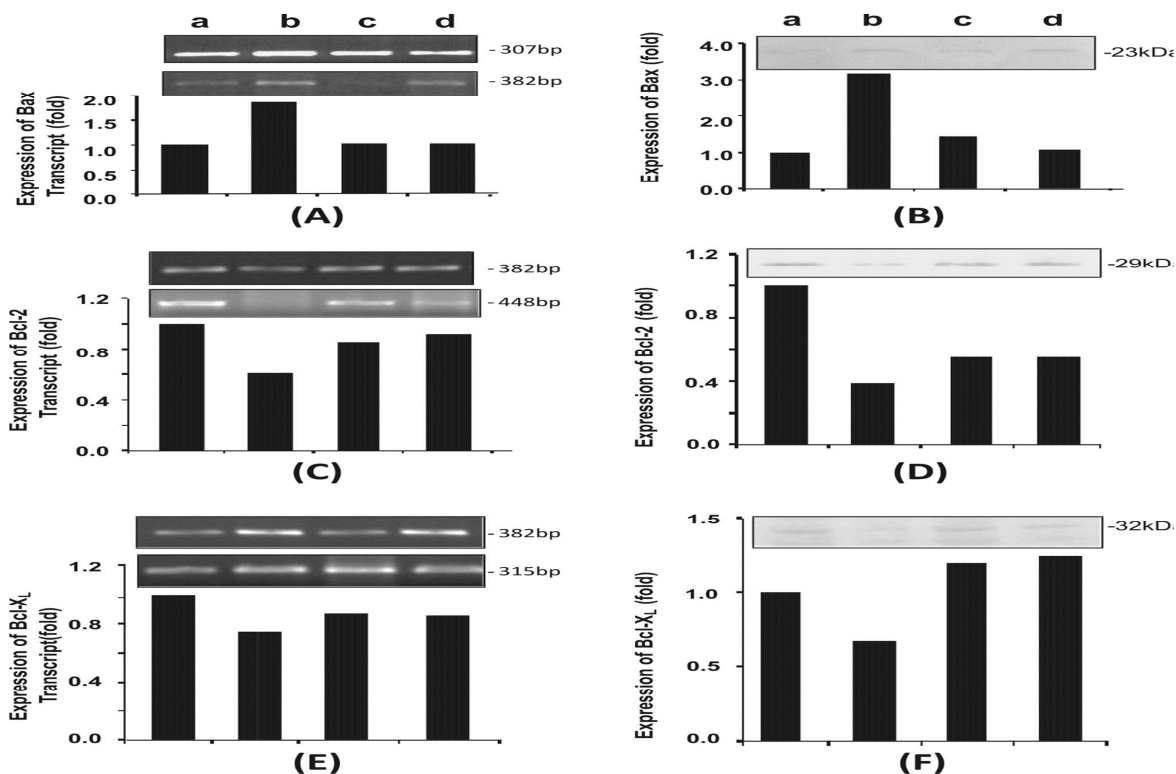 a b c d
-307bp
-382bp
Expression of Bax
Transcript (fold)
2.0
1.5
1.0
0.5
0.0
(A)
a b c d
-23kDa
Expression of Bax (fold)
4.0
3.0
2.0
1.0
0.0
(B)
-382bp
-448bp
Expression of Bcl-2
Transcript (fold)
1.2
0.8
0.4
0.0
(C)
-29kDa
Expression of Bcl-2 (fold)
1.2
0.8
0.4
0.0
(D)
-382bp
-315bp
Expression of Bcl-XL
Transcript(fold)
1.2
0.8
0.4
0.0
(E)
-32kDa
Expression of Bcl-XL (fold)
1.5
1.0
0.5
0.0
(F)